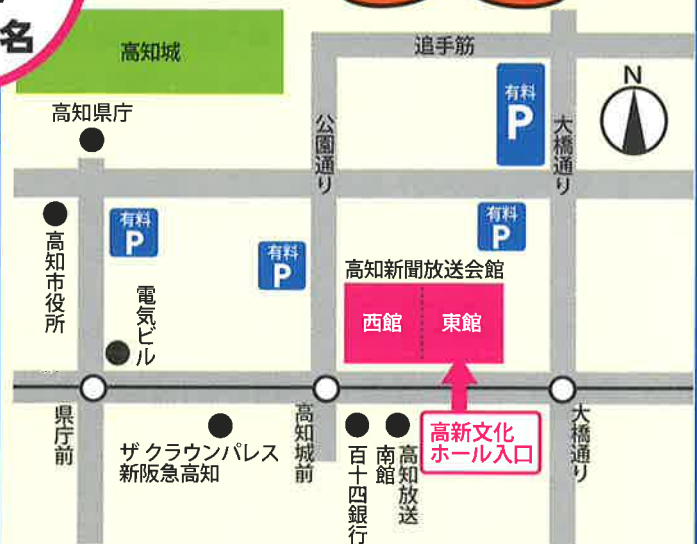 名
高知城
追手筋
高知県庁
公園通り
有料
P
大橋通り
N
高知市役所
有料
P
有料
P
有料
P
高知新聞放送会館
電気ビル
西館
東館
県庁前
高知城前
大橋通り
ザ クラウンパレス
新阪急高知
百十四銀行
高知放送
南館
高新文化
ホール入口